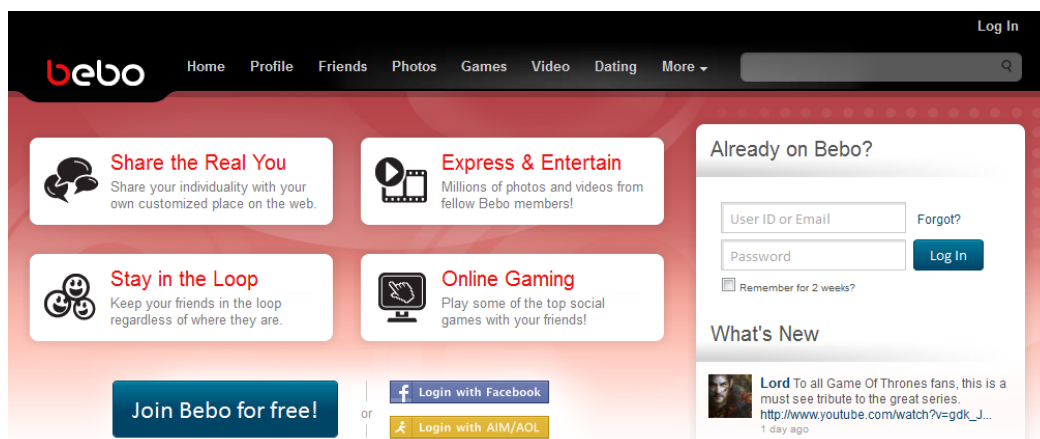 Log In
bebo
Home Profile Friends Photos Games Video Dating More
Share the Real You
Share your individuality with your
own customized place on the web.
Express & Entertain
Millions of photos and videos from
fellow Bebo members!
Stay in the Loop
Keep your friends in the loop
regardless of where they are.
Online Gaming
Play some of the top social
games with your friends!
Join Bebo for free!
or
Login with Facebook
Login with AIM/AOL
Already on Bebo?
User ID or Email
Forgot?
Password
Log In
Remember for 2 weeks?
What's New
Lord To all Game Of Thrones fans, this is a
must see tribute to the great series.
http://www.youtube.com/watch?v=gdk_J...
1 day ago